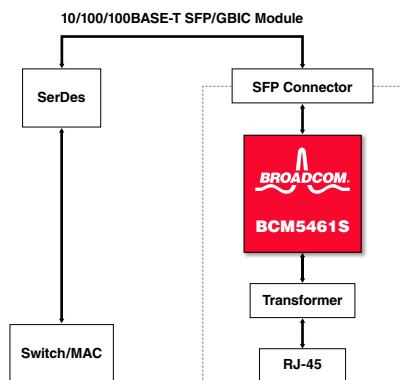 10/100/100BASE-T SFP/GBIC Module
SerDes
SFP Connector
BROADCOM.
BCM5461S
Transformer
Switch/MAC
RJ-45